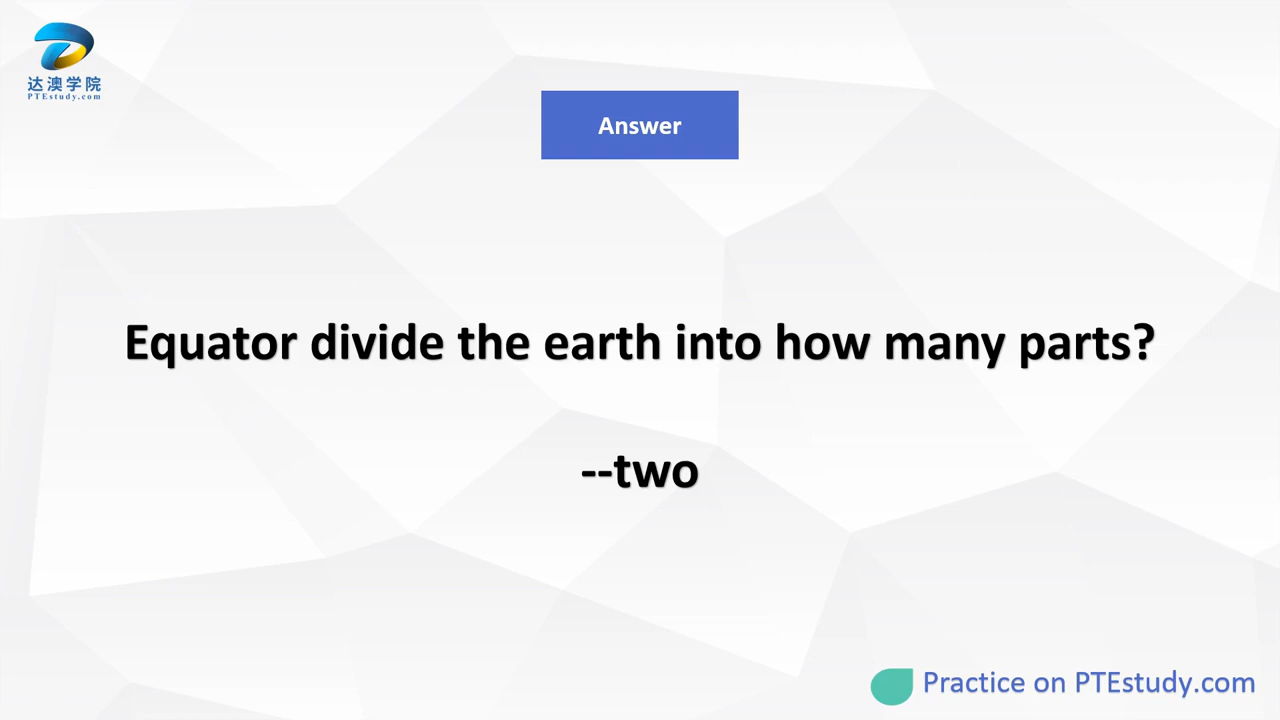 达澳学院
PTEstudy.com
Answer
Equator divide the earth into how many parts?
--two
Practice on PTEstudy.com